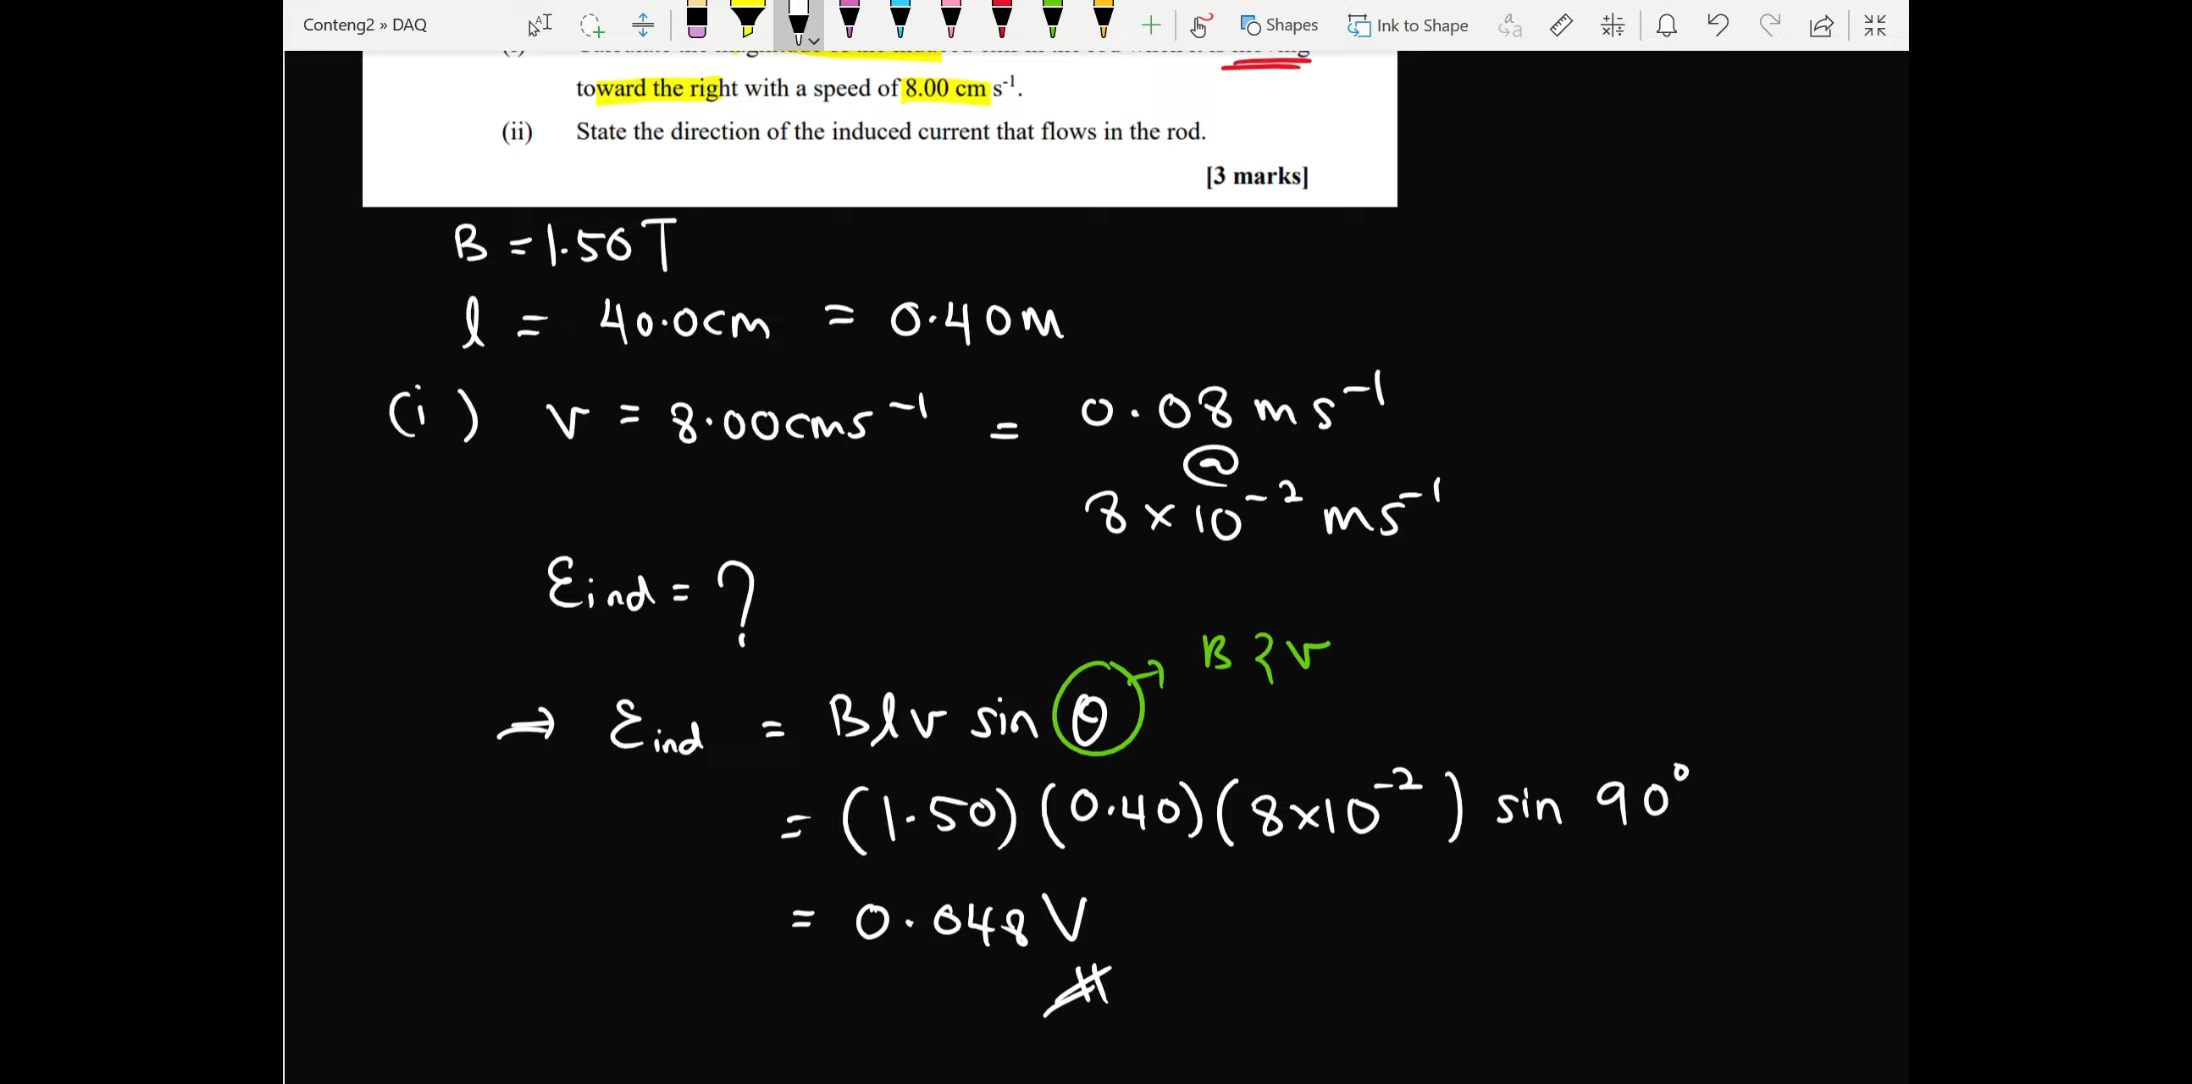 Conteng2 » DAQ
Shapes
Ink to Shape
toward the right with a speed of 8.00 cm s⁻¹.
(ii) State the direction of the induced current that flows in the rod.
[3 marks]
B = 1.50 T
l = 40.0cm = 0.40m
(i) v = 8.00cms⁻¹ = 0.08 ms⁻¹
@
8 × 10⁻² ms⁻¹
Ɛind = ?
B & v
⇒ Ɛind = Blv sin θ
= (1.50)(0.40)(8×10⁻²) sin 90°
= 0.048 V
#